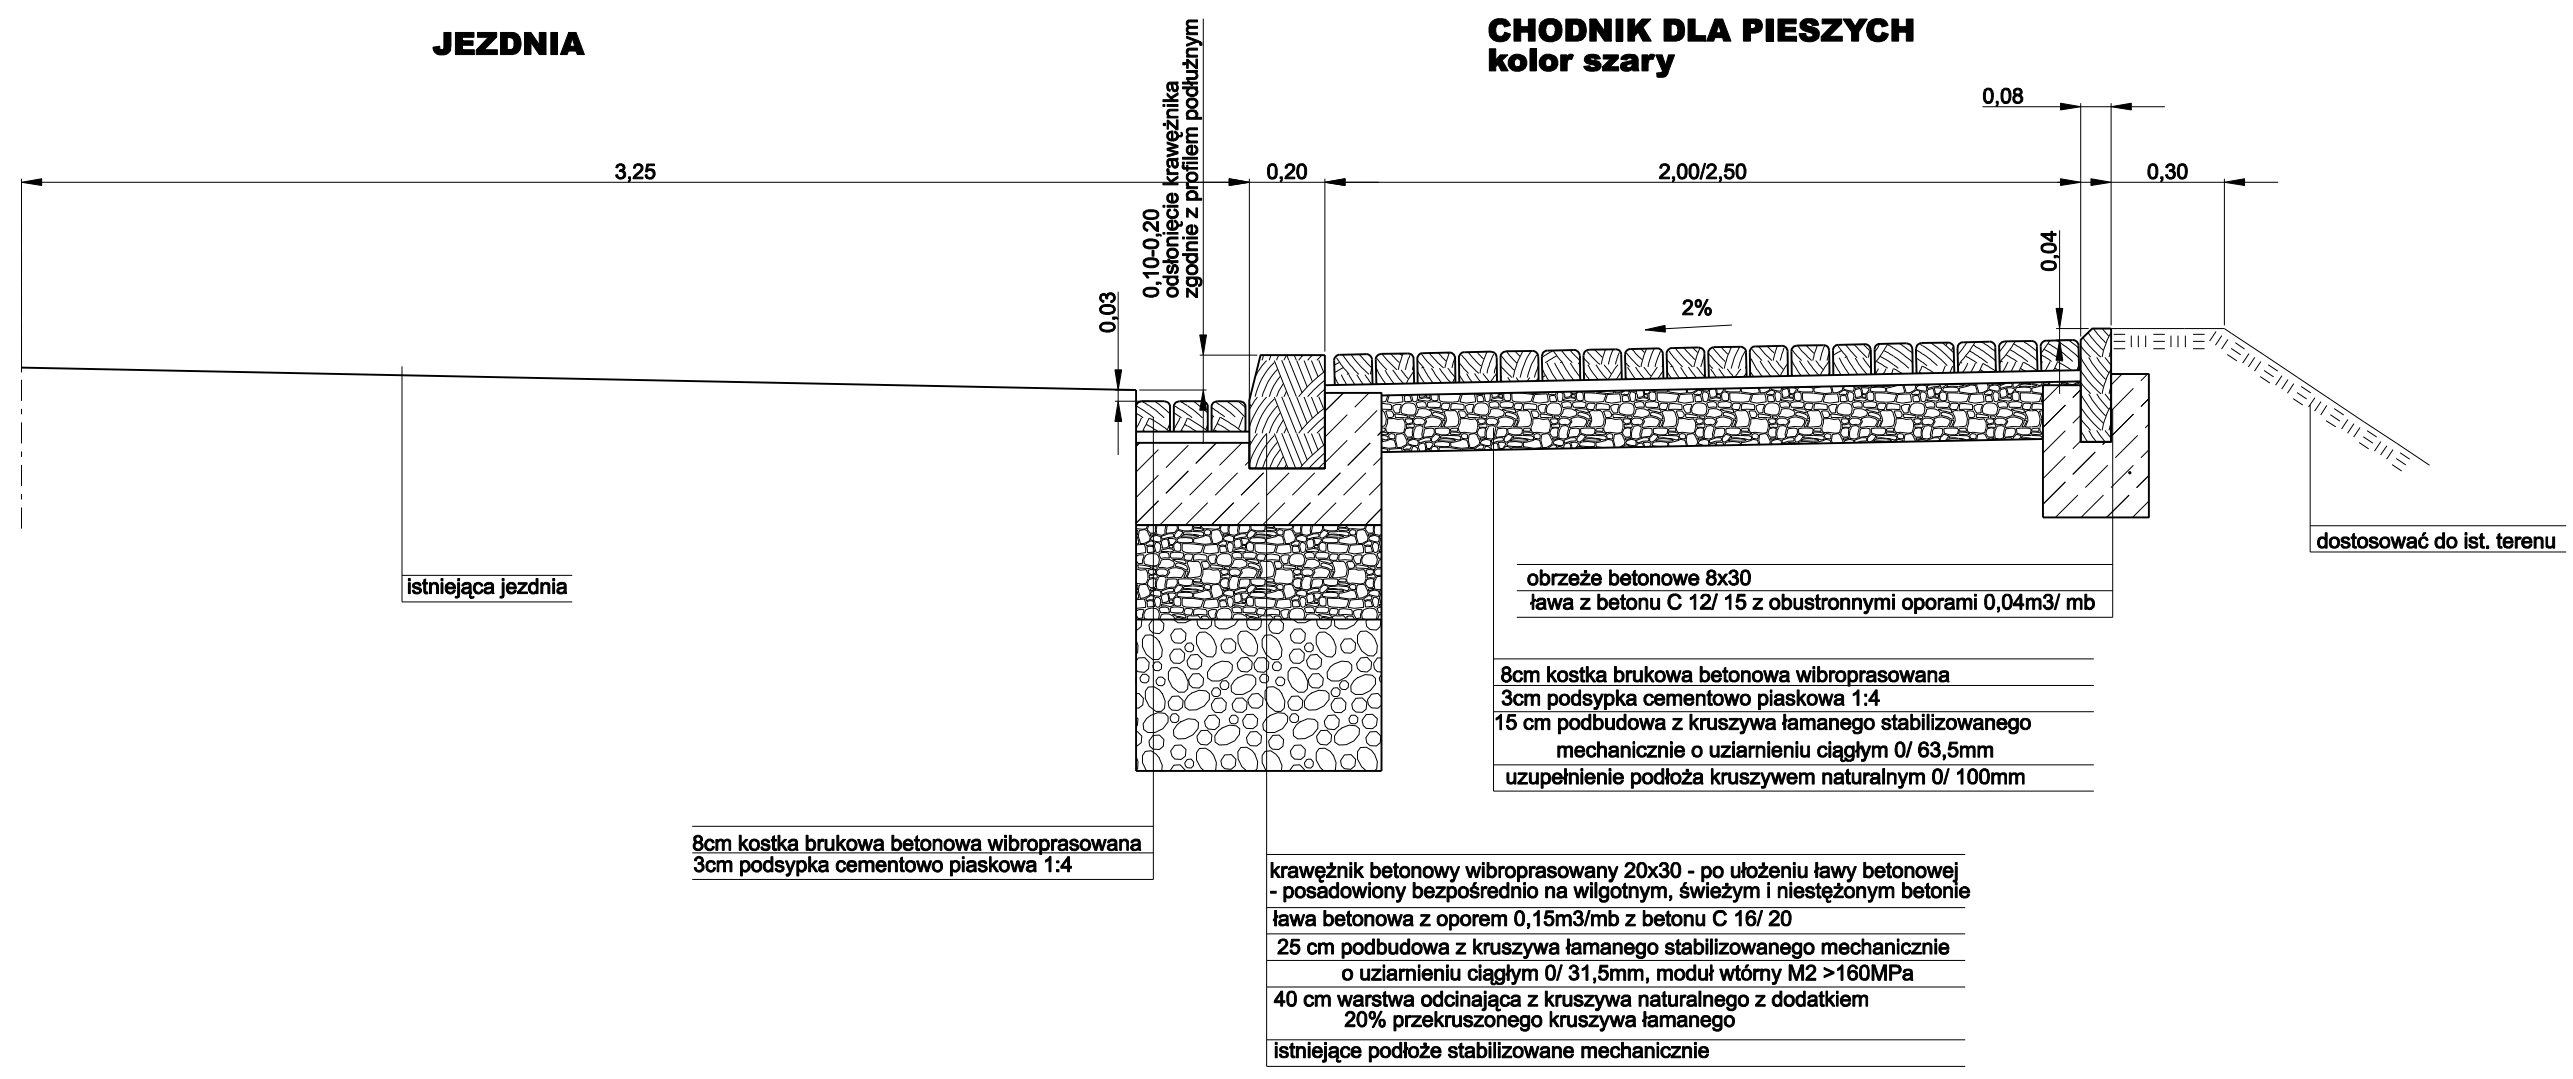 JEZDNIA
CHODNIK DLA PIESZYCH
kolor szary
0,10-0,20
odsłonięcie krawężnika
zgodnie z profilem podłużnym
0,08
3,25
0,20
2,00/2,50
0,30
0,04
0,03
2%
dostosować do ist. terenu
istniejąca jezdnia
obrzeże betonowe 8x30
ława z betonu C 12/ 15 z obustronnymi oporami 0,04m3/ mb
8cm kostka brukowa betonowa wibroprasowana
3cm podsypka cementowo piaskowa 1:4
15 cm podbudowa z kruszywa łamanego stabilizowanego
mechanicznie o uziarnieniu ciągłym 0/ 63,5mm
uzupełnienie podłoża kruszywem naturalnym 0/ 100mm
8cm kostka brukowa betonowa wibroprasowana
3cm podsypka cementowo piaskowa 1:4
krawężnik betonowy wibroprasowany 20x30 - po ułożeniu ławy betonowej
- posadowiony bezpośrednio na wilgotnym, świeżym i niestężonym betonie
ława betonowa z oporem 0,15m3/mb z betonu C 16/ 20
25 cm podbudowa z kruszywa łamanego stabilizowanego mechanicznie
o uziarnieniu ciągłym 0/ 31,5mm, moduł wtórny M2 >160MPa
40 cm warstwa odcinająca z kruszywa naturalnego z dodatkiem
20% przekruszonego kruszywa łamanego
istniejące podłoże stabilizowane mechanicznie